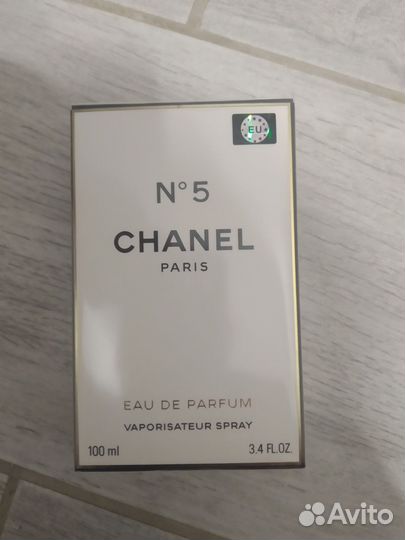 EU
N°5
CHANEL
PARIS
EAU DE PARFUM
VAPORISATEUR SPRAY
100 ml 3.4 FL.OZ.
Avito